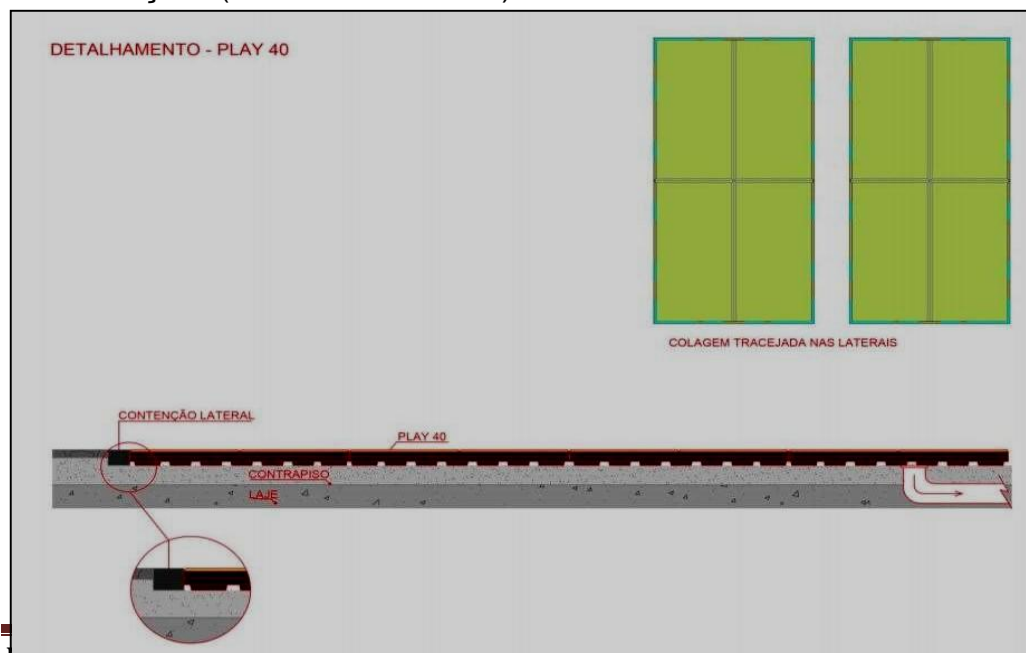 DETALHAMENTO - PLAY 40
COLAGEM TRACEJADA NAS LATERAIS
CONTENÇÃO LATERAL
PLAY 40
CONTRAPISO
LAJE